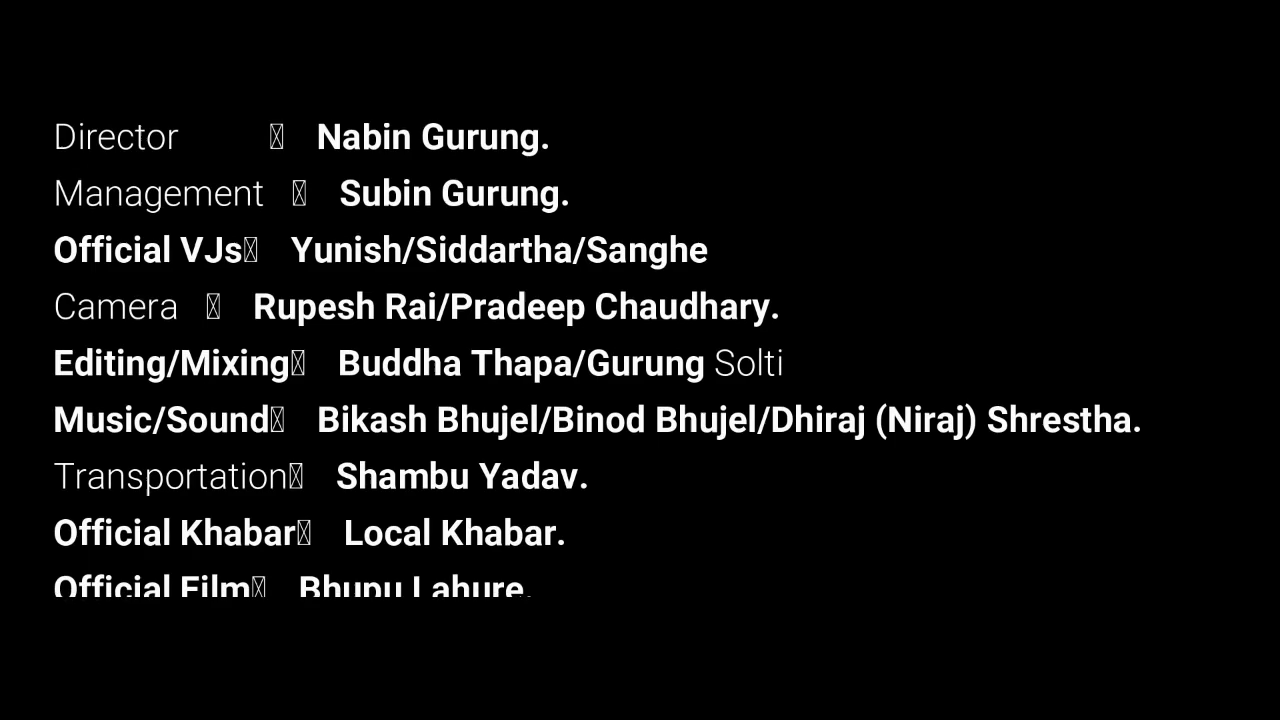 Director Nabin Gurung.
Management Subin Gurung.
Official VJs Yunish/Siddartha/Sanghe
Camera Rupesh Rai/Pradeep Chaudhary.
Editing/Mixing Buddha Thapa/Gurung Solti
Music/Sound Bikash Bhujel/Binod Bhujel/Dhiraj (Niraj) Shrestha.
Transportation Shambu Yadav.
Official Khabar Local Khabar.
Official Film Bhupu Lahure.